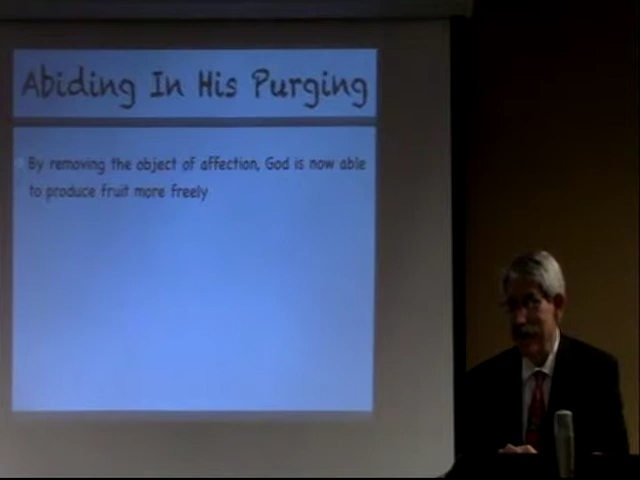 Abiding In His Purging
By removing the object of affection, God is now able
to produce fruit more freely